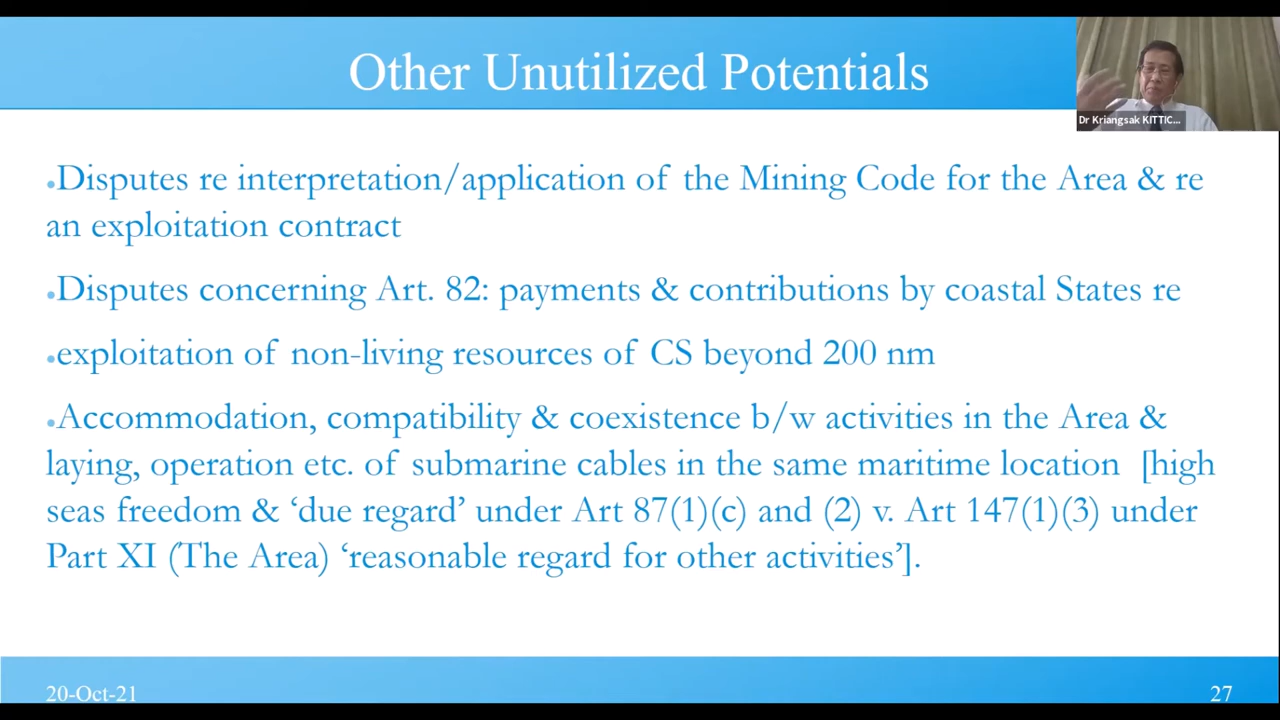 Other Unutilized Potentials
Dr Kriangsak KITTIC...
•Disputes re interpretation/application of the Mining Code for the Area & re
an exploitation contract
•Disputes concerning Art. 82: payments & contributions by coastal States re
•exploitation of non-living resources of CS beyond 200 nm
•Accommodation, compatibility & coexistence b/w activities in the Area &
laying, operation etc. of submarine cables in the same maritime location [high
seas freedom & ‘due regard’ under Art 87(1)(c) and (2) v. Art 147(1)(3) under
Part XI (The Area) ‘reasonable regard for other activities’].
20-Oct-21
27